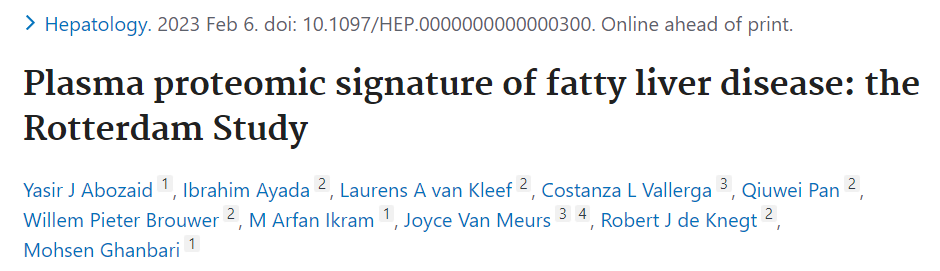 Hepatology. 2023 Feb 6. doi: 10.1097/HEP.0000000000000300. Online ahead of print.
Plasma proteomic signature of fatty liver disease: the
Rotterdam Study
Yasir J Abozaid 1, Ibrahim Ayada 2, Laurens A van Kleef 2, Costanza L Vallerga 3, Qiuwei Pan 2,
Willem Pieter Brouwer 2, M Arfan Ikram 1, Joyce Van Meurs 3 4, Robert J de Knegt 2,
Mohsen Ghanbari 1